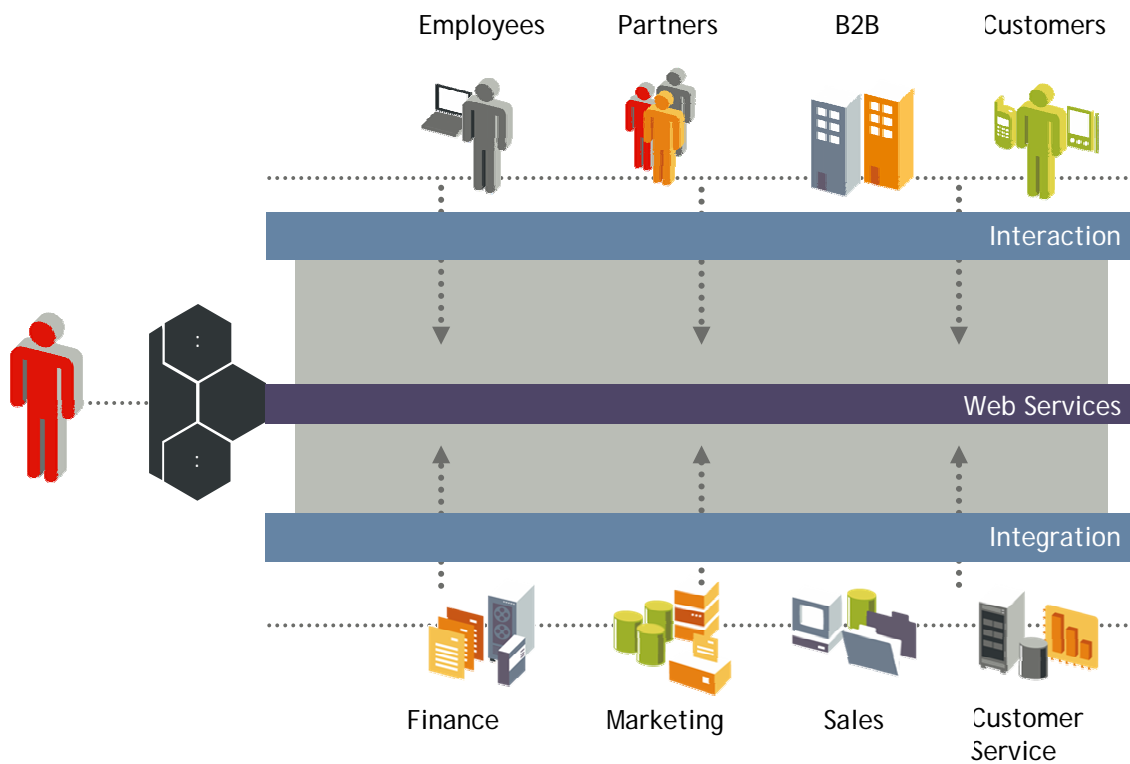 Employees
Partners
B2B
Customers
Interaction
:
Web Services
:
Integration
Finance
Marketing
Sales
Customer
Service